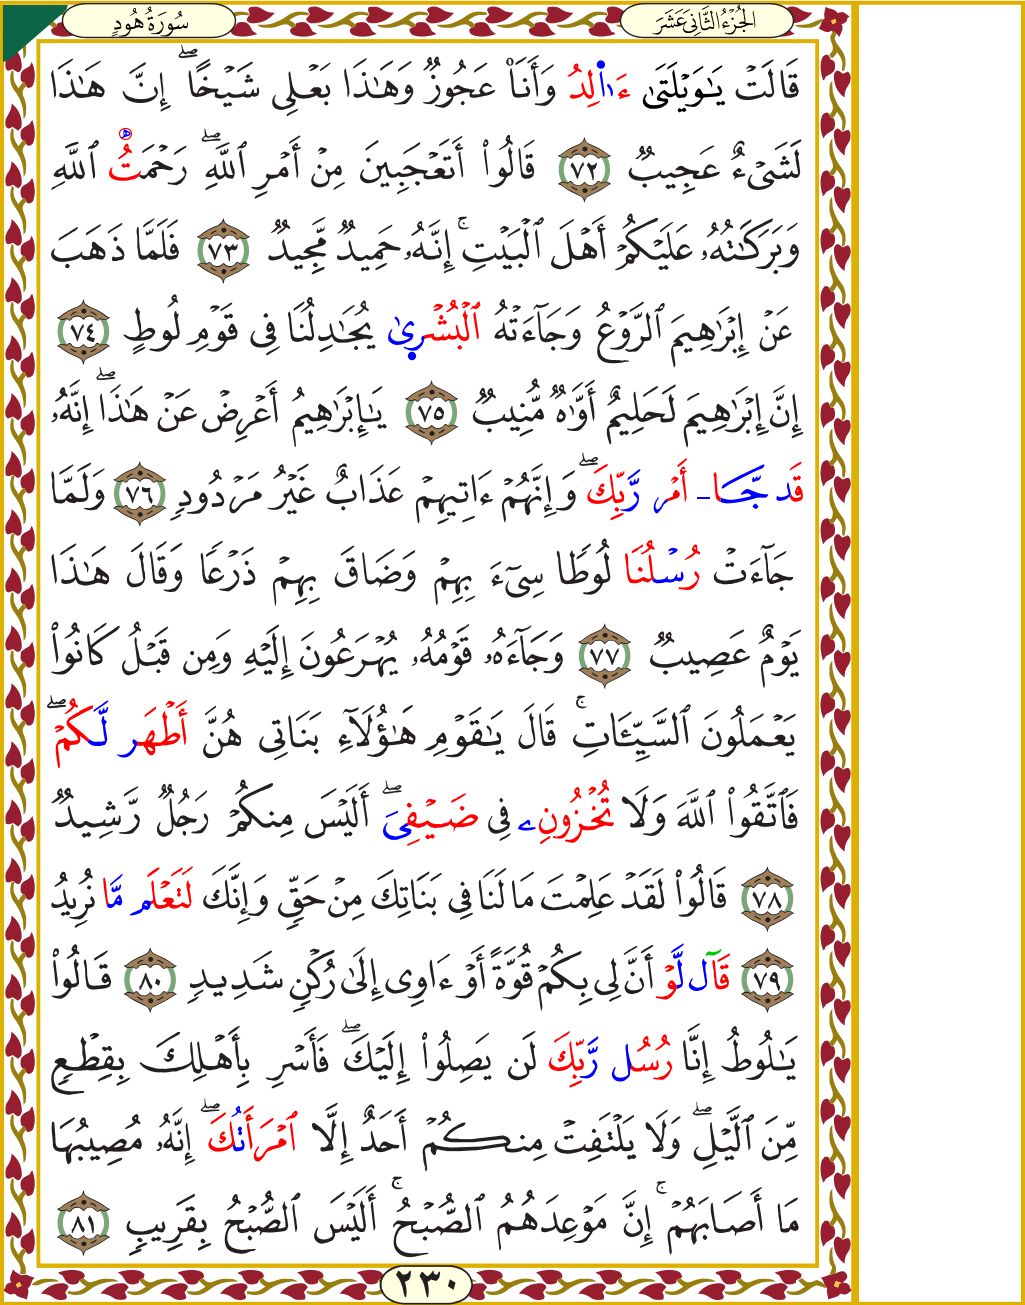 الجُزْءُ الثَّانِي عَشَرَ
سُورَةُ هُودٍ
قَالَتْ يَـٰوَيْلَتَىٰ ءَا۬لِدُ وَأَنَا۠ عَجُوزٌ وَهَـٰذَا بَعْلِى شَيْخًا ۖ إِنَّ هَـٰذَا
لَشَىْءٌ عَجِيبٌ ٧٢ قَالُوا۟ أَتَعْجَبِينَ مِنْ أَمْرِ ٱللَّهِ ۖ رَحْمَتُ ٱللَّهِ
وَبَرَكَـٰتُهُۥ عَلَيْكُمْ أَهْلَ ٱلْبَيْتِ ۚ إِنَّهُۥ حَمِيدٌ مَّجِيدٌ ٧٣ فَلَمَّا ذَهَبَ
عَنْ إِبْرَٰهِيمَ ٱلرَّوْعُ وَجَآءَتْهُ ٱلْبُشْرِىٰ يُجَـٰدِلُنَا فِى قَوْمِ لُوطٍ ٧٤
إِنَّ إِبْرَٰهِيمَ لَحَلِيمٌ أَوَّٰهٌ مُّنِيبٌ ٧٥ يَـٰٓإِبْرَٰهِيمُ أَعْرِضْ عَنْ هَـٰذَآ ۖ إِنَّهُۥ
قَد جَّـا- أَمْر رَّبِّكَ ۖ وَإِنَّهُمْ ءَاتِيهِمْ عَذَابٌ غَيْرُ مَرْدُودٍ ٧٦ وَلَمَّا
جَآءَتْ رُسْلُنَا لُوطًا سِىٓءَ بِهِمْ وَضَاقَ بِهِمْ ذَرْعًا وَقَالَ هَـٰذَا
يَوْمٌ عَصِيبٌ ٧٧ وَجَآءَهُۥ قَوْمُهُۥ يُهْرَعُونَ إِلَيْهِ وَمِن قَبْلُ كَانُوا۟
يَعْمَلُونَ ٱلسَّيِّـَٔاتِ ۚ قَالَ يَـٰقَوْمِ هَـٰٓؤُلَآءِ بَنَاتِى هُنَّ أَطْهَر لَّكُمْ ۖ
فَٱتَّقُوا۟ ٱللَّهَ وَلَا تُخْزُونِۦ فِى ضَيْفِىَ ۖ أَلَيْسَ مِنكُمْ رَجُلٌ رَّشِيدٌ
٧٨ قَالُوا۟ لَقَدْ عَلِمْتَ مَا لَنَا فِى بَنَاتِكَ مِنْ حَقٍّ وَإِنَّكَ لَتَعْلَم مَّا نُرِيدُ
٧٩ قَآل لَّوْ أَنَّ لِى بِكُمْ قُوَّةً أَوْ ءَاوِى إِلَىٰ رُكْنٍ شَدِيدٍ ٨٠ قَالُوا۟
يَـٰلُوطُ إِنَّا رُسُل رَّبِّكَ لَن يَصِلُوٓا۟ إِلَيْكَ ۖ فَأَسْرِ بِأَهْلِكَ بِقِطْعٍ
مِّنَ ٱلَّيْلِ ۖ وَلَا يَلْتَفِتْ مِنكُمْ أَحَدٌ إِلَّا ٱمْرَأَتُكَ ۖ إِنَّهُۥ مُصِيبُهَا
مَا أَصَابَهُمْ ۚ إِنَّ مَوْعِدَهُمُ ٱلصُّبْحُ ۚ أَلَيْسَ ٱلصُّبْحُ بِقَرِيبٍ ٨١
٢٣٠